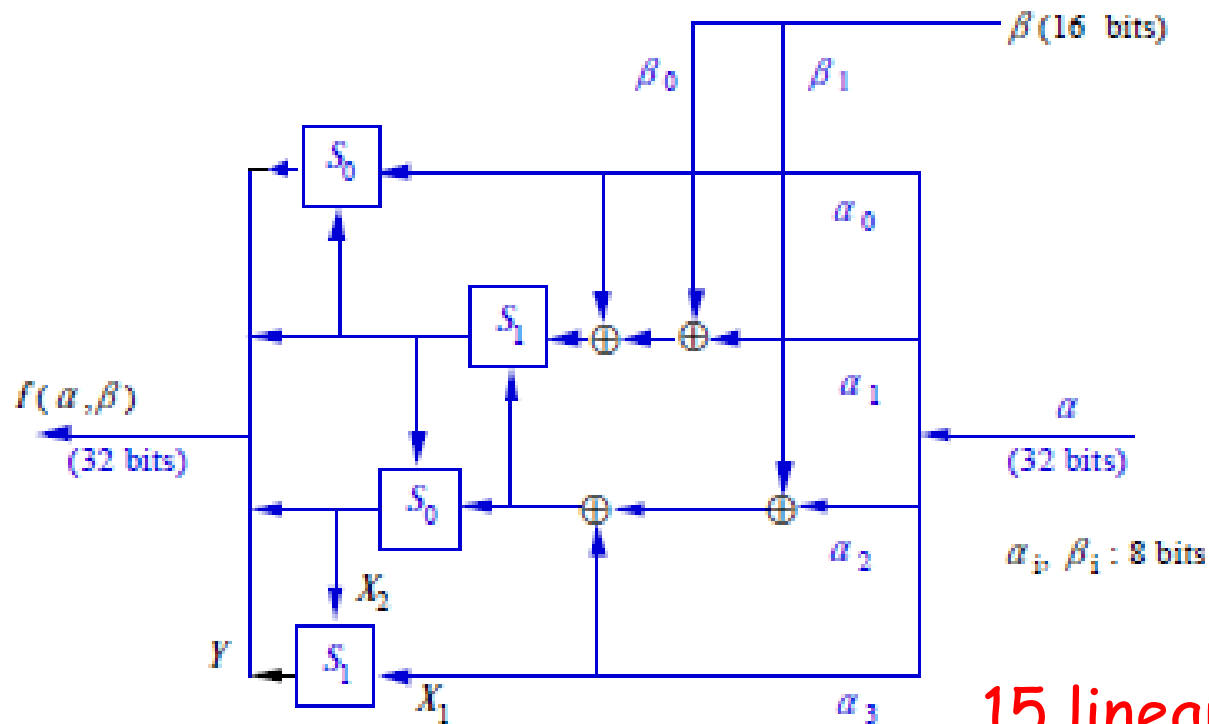 β(16 bits)
β₀ β₁
S₀
α₀
S₁
f(α,β)
α₁
α
(32 bits)
(32 bits)
S₀
α₂
αᵢ, βᵢ : 8 bits
X₂
Y
S₁
X₁
α₃
15 linear